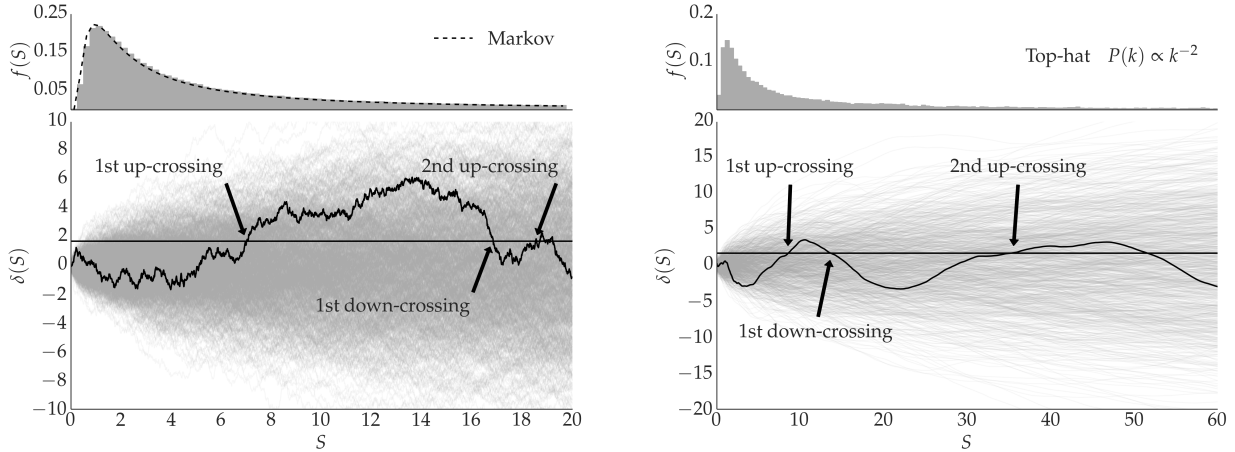 0.25
0.15
0.05
f(S)
Markov
10
8
6
4
2
0
−2
−4
−6
−8
−10
δ(S)
1st up-crossing
2nd up-crossing
1st down-crossing
0 2 4 6 8 10 12 14 16 18 20
S
0.2
0.1
f(S)
Top-hat P(k) ∝ k⁻²
20
15
10
5
0
−5
−10
−15
−20
δ(S)
1st up-crossing
2nd up-crossing
1st down-crossing
0 10 20 30 40 50 60
S